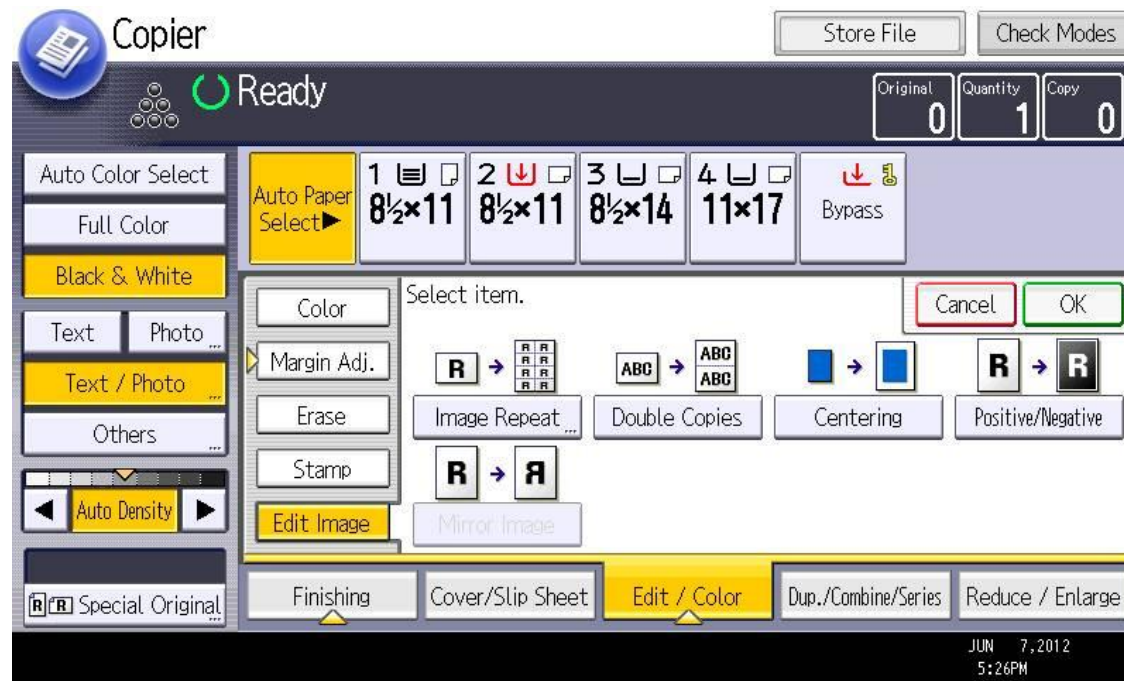 Copier
Store File
Check Modes
Ready
Original
0
Quantity
1
Copy
0
Auto Color Select
Full Color
Black & White
Text
Photo
Text / Photo
Others
Auto Density
Special Original
Auto Paper
Select▶
1
8½×11
2
8½×11
3
8½×14
4
11×17
Bypass
Color
Margin Adj.
Erase
Stamp
Edit Image
Select item.
Cancel
OK
R → R R
R R
R R
R R
Image Repeat
ABC → ABC
ABC
Double Copies
Centering
R → R
Positive/Negative
R → Я
Mirror Image
Finishing
Cover/Slip Sheet
Edit / Color
Dup./Combine/Series
Reduce / Enlarge
JUN 7,2012
5:26PM